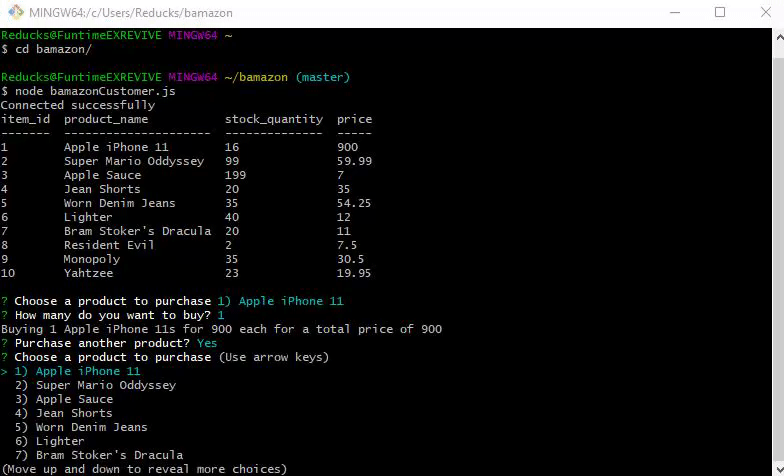 MINGW64:/c/Users/Reducks/bamazon
Reducks@FuntimeEXREVIVE MINGW64 ~
$ cd bamazon/
Reducks@FuntimeEXREVIVE MINGW64 ~/bamazon (master)
$ node bamazonCustomer.js
Connected successfully
item_id  product_name           stock_quantity  price
-------  ---------------------  --------------  -----
1        Apple iPhone 11        16              900
2        Super Mario Oddyssey   99              59.99
3        Apple Sauce            199             7
4        Jean Shorts            20              35
5        Worn Denim Jeans       35              54.25
6        Lighter                40              12
7        Bram Stoker's Dracula  20              11
8        Resident Evil          2               7.5
9        Monopoly               35              30.5
10       Yahtzee                23              19.95
? Choose a product to purchase 1) Apple iPhone 11
? How many do you want to buy? 1
Buying 1 Apple iPhone 11s for 900 each for a total price of 900
? Purchase another product? Yes
? Choose a product to purchase (Use arrow keys)
> 1) Apple iPhone 11
  2) Super Mario Oddyssey
  3) Apple Sauce
  4) Jean Shorts
  5) Worn Denim Jeans
  6) Lighter
  7) Bram Stoker's Dracula
(Move up and down to reveal more choices)